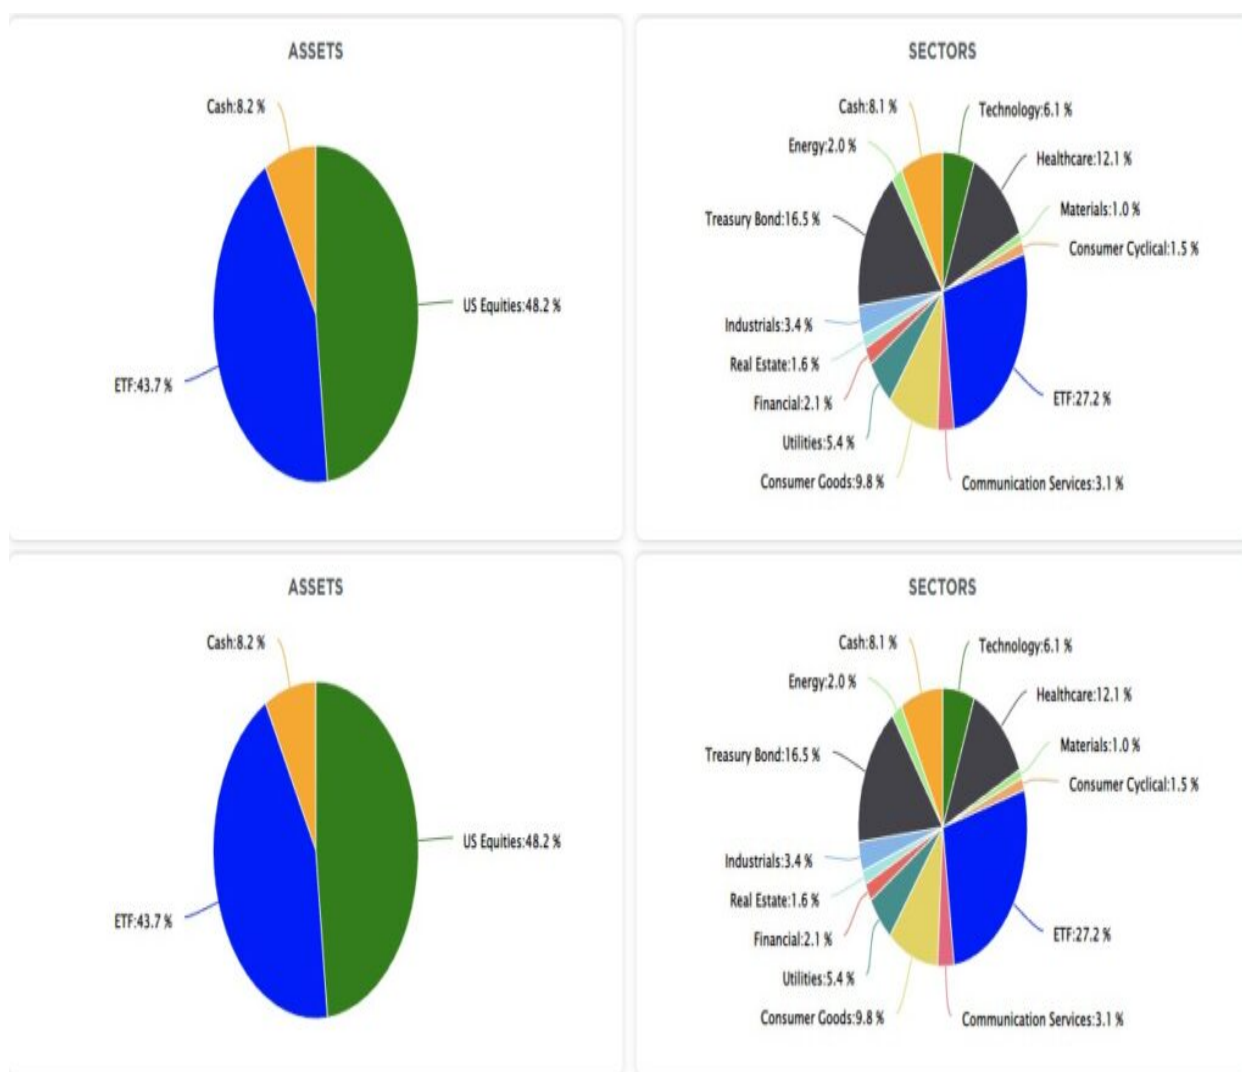 ASSETS
Cash:8.2 %
US Equities:48.2 %
ETF:43.7 %
SECTORS
Cash:8.1 %
Technology:6.1 %
Energy:2.0 %
Healthcare:12.1 %
Materials:1.0 %
Treasury Bond:16.5 %
Consumer Cyclical:1.5 %
Industrials:3.4 %
Real Estate:1.6 %
ETF:27.2 %
Financial:2.1 %
Utilities:5.4 %
Consumer Goods:9.8 %
Communication Services:3.1 %
ASSETS
Cash:8.2 %
US Equities:48.2 %
ETF:43.7 %
SECTORS
Cash:8.1 %
Technology:6.1 %
Energy:2.0 %
Healthcare:12.1 %
Materials:1.0 %
Treasury Bond:16.5 %
Consumer Cyclical:1.5 %
Industrials:3.4 %
Real Estate:1.6 %
ETF:27.2 %
Financial:2.1 %
Utilities:5.4 %
Consumer Goods:9.8 %
Communication Services:3.1 %